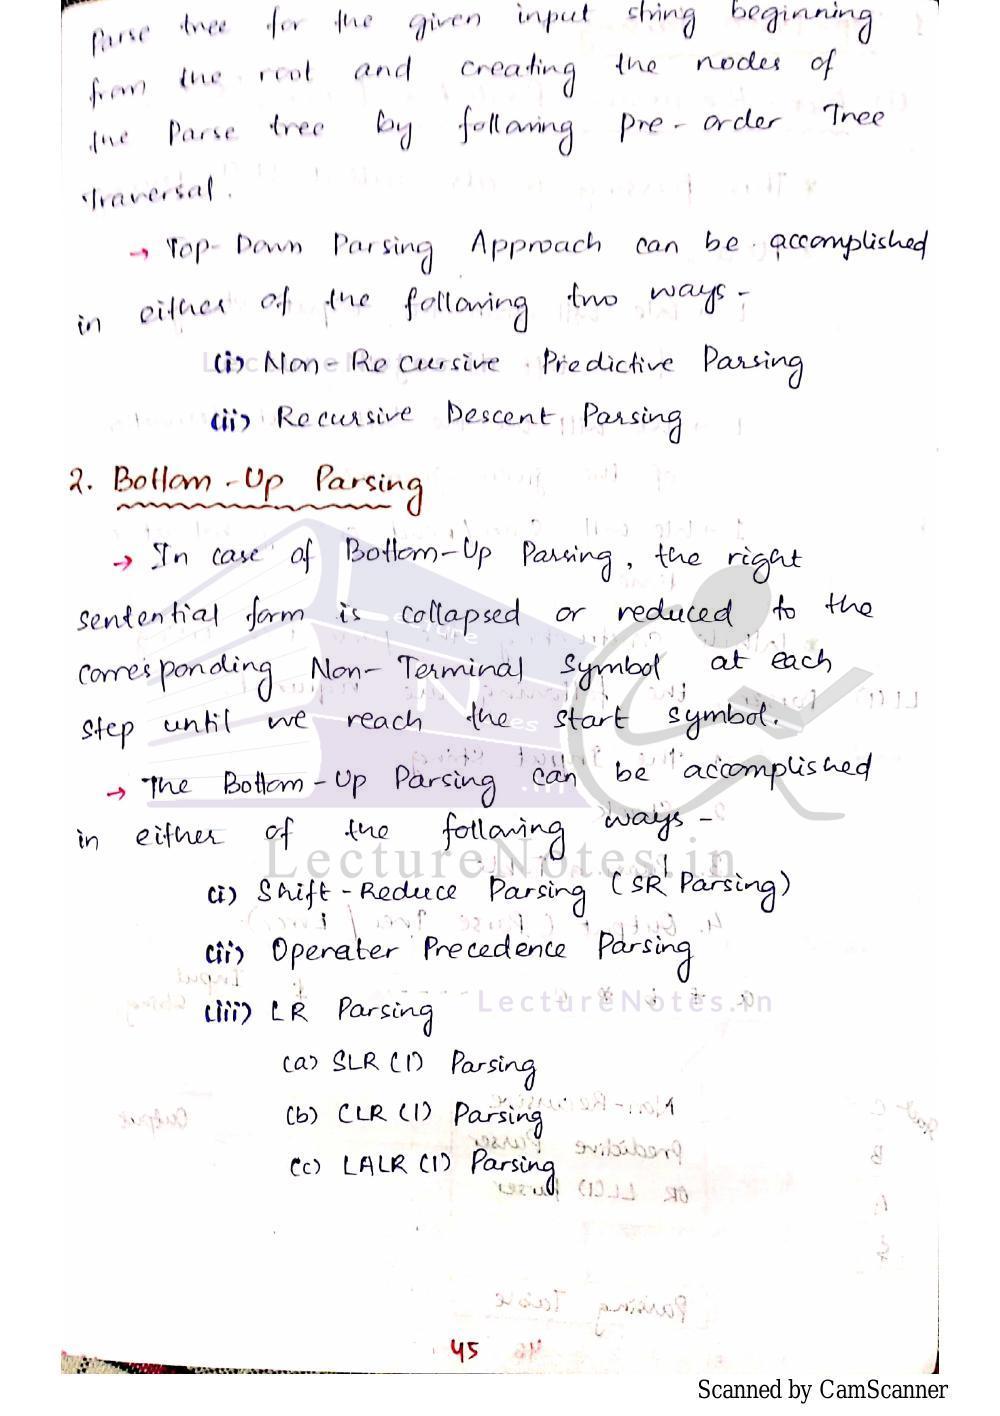 Parse tree for the given input string beginning
from the root and creating the nodes of
the Parse tree by following Pre-order Tree
traversal.
→ Top-Down Parsing Approach can be accomplished
in either of the following two ways-
(i) Non-Recursive Predictive Parsing
(ii) Recursive Descent Parsing
2. Bottom-Up Parsing
→ In case of Bottom-Up Parsing, the right
sentential form is collapsed or reduced to the
corresponding Non-Terminal Symbol at each
step until we reach the start symbol.
→ The Bottom-Up Parsing can be accomplished
in either of the following ways-
LectureNotes.in
(i) Shift-Reduce Parsing (SR Parsing)
(ii) Operater Precedence Parsing
LectureNotes.in
(iii) LR Parsing
(a) SLR (1) Parsing
(b) CLR (1) Parsing
(c) LALR (1) Parsing
45
Scanned by CamScanner